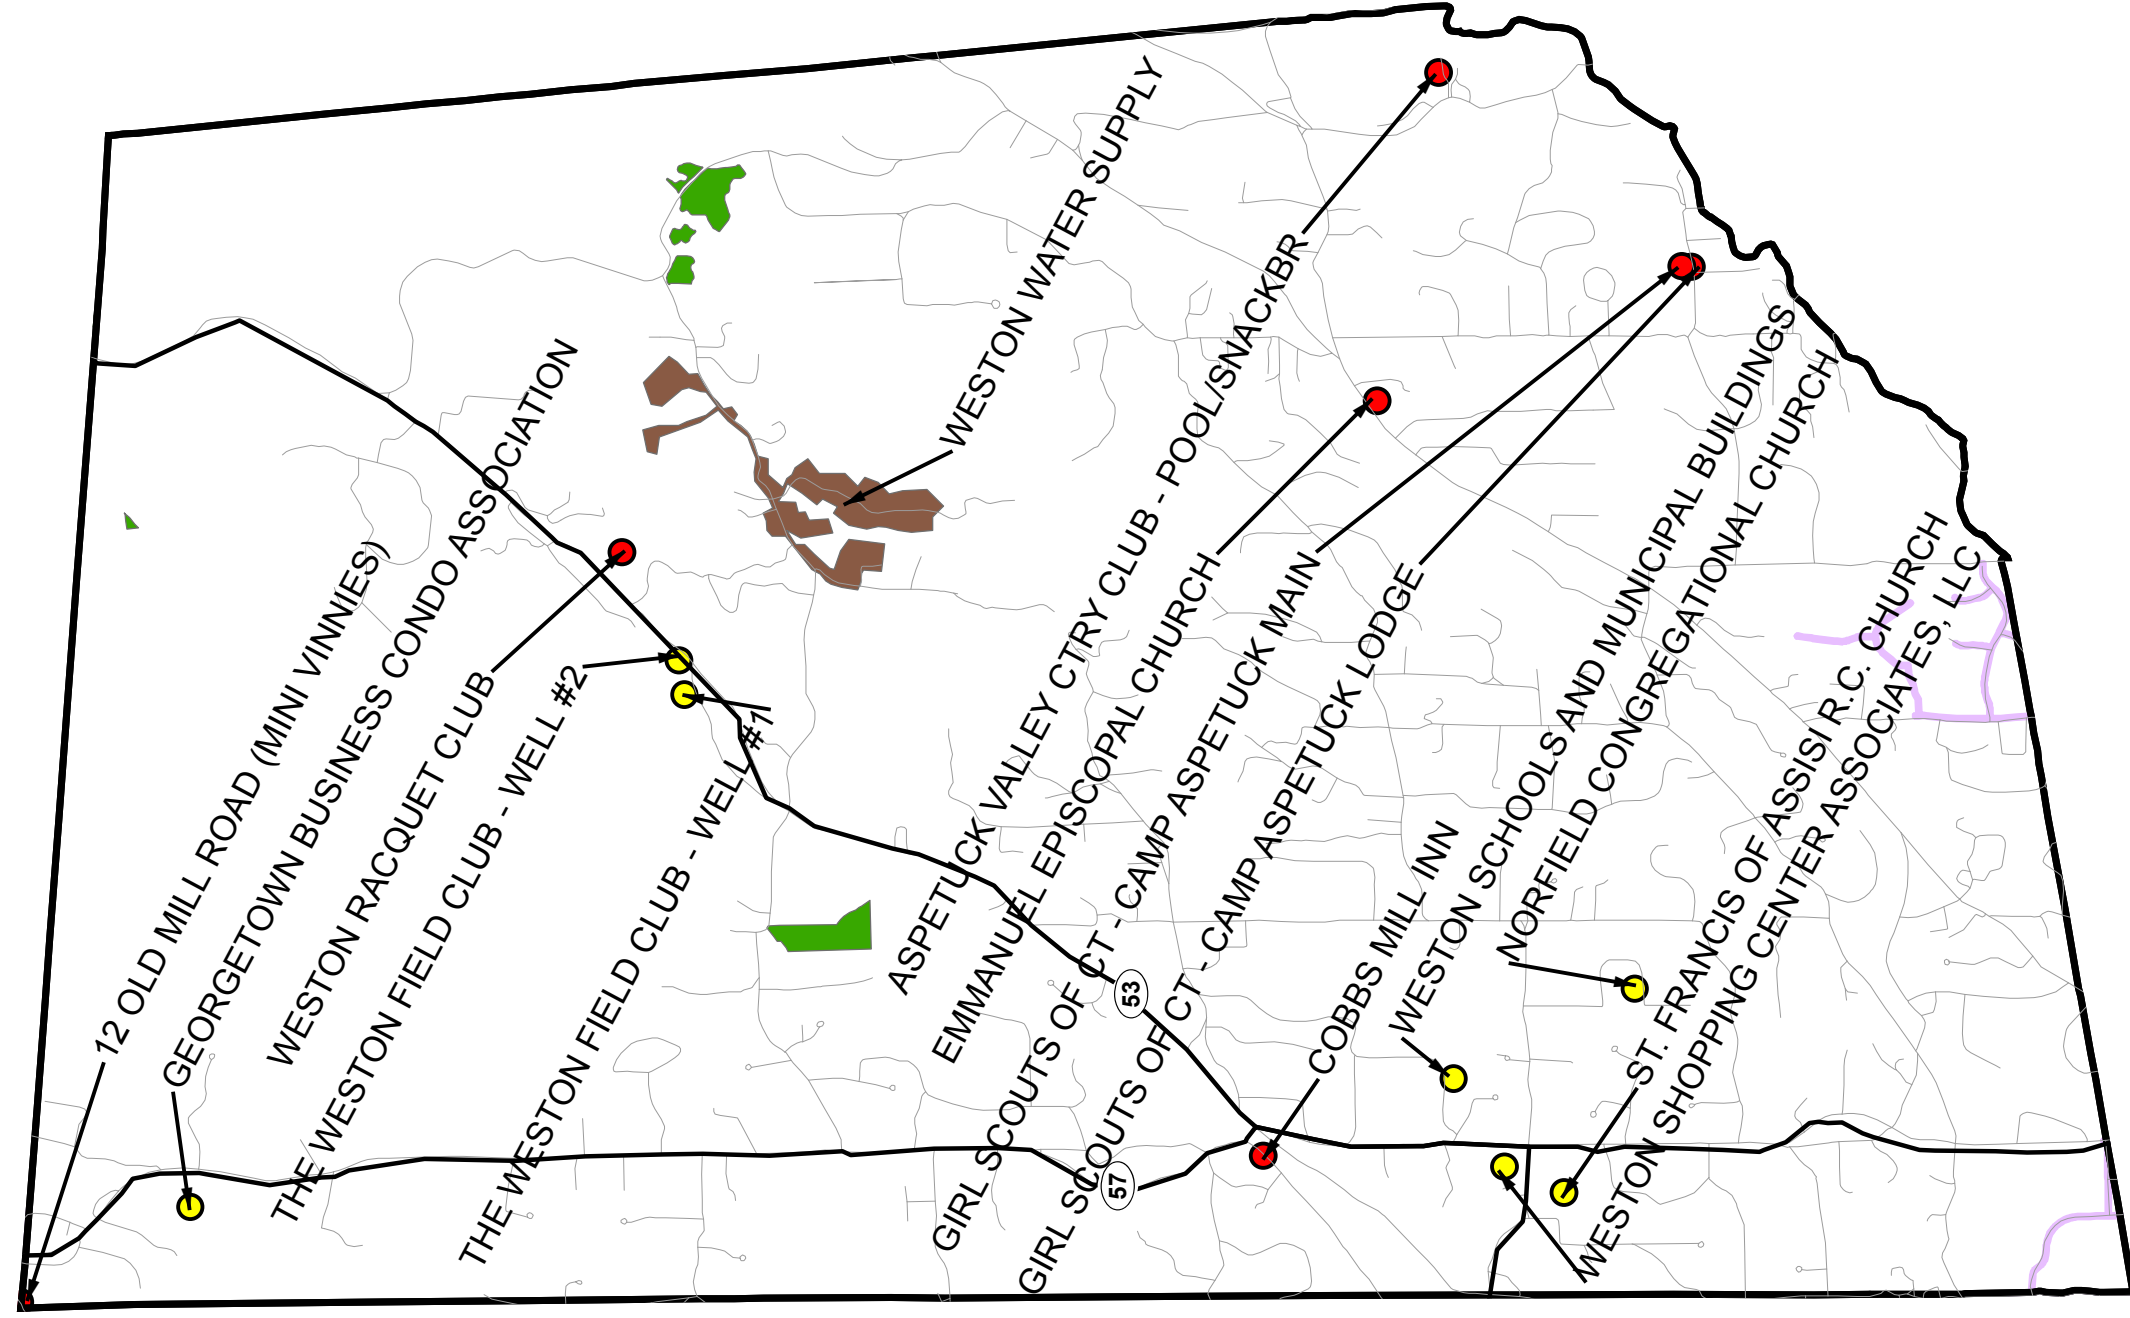 12 OLD MILL ROAD (MINI VINNIES)
GEORGETOWN BUSINESS CONDO ASSOCIATION
WESTON RACQUET CLUB
THE WESTON FIELD CLUB - WELL #2
THE WESTON FIELD CLUB - WELL #1
WESTON WATER SUPPLY
ASPETUCK VALLEY CTRY CLUB - POOL/SNACKBR
EMMANUEL EPISCOPAL CHURCH
GIRL SCOUTS OF CT - CAMP ASPETUCK MAIN
GIRL SCOUTS OF CT - CAMP ASPETUCK LODGE
COBBS MILL INN
WESTON SCHOOLS AND MUNICIPAL BUILDINGS
NORFIELD CONGREGATIONAL CHURCH
ST. FRANCIS OF ASSISI R.C. CHURCH
WESTON SHOPPING CENTER ASSOCIATES, LLC
53
57